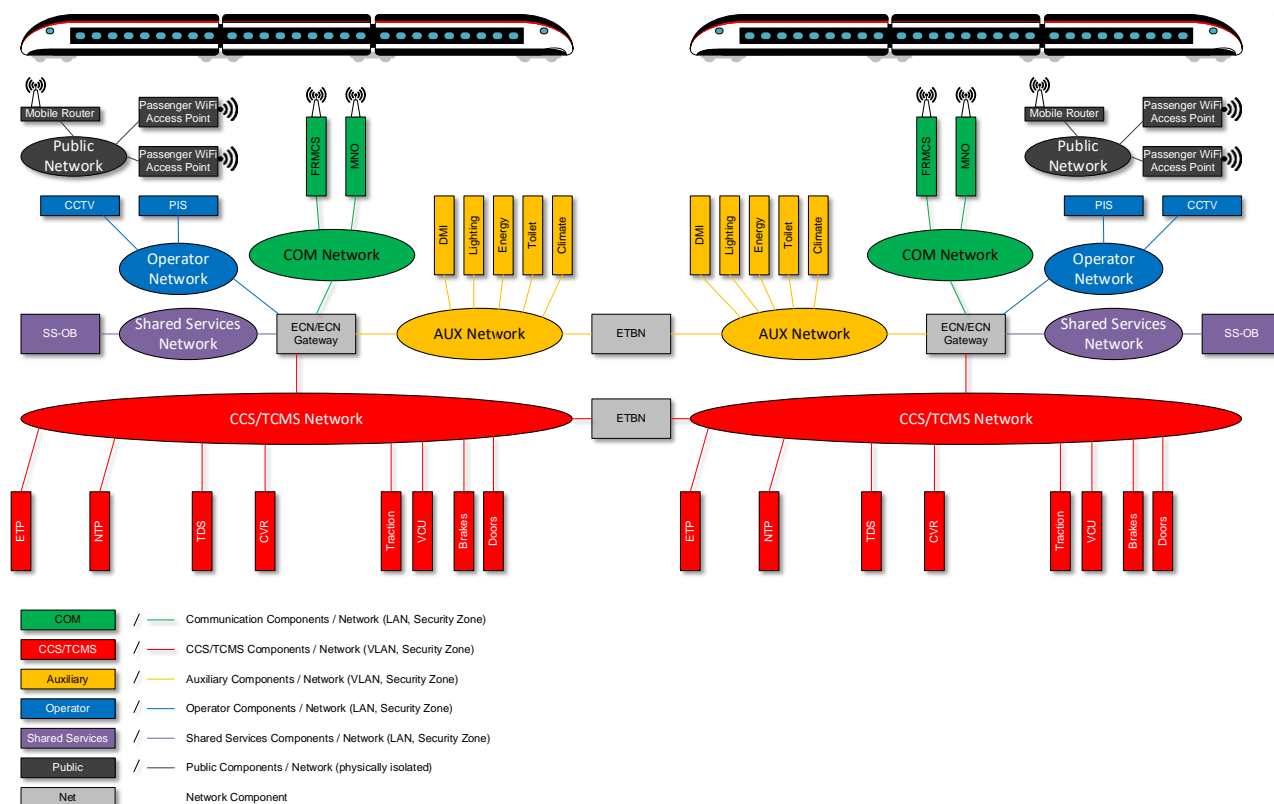 Mobile Router
Passenger WiFi
Access Point
Public
Network
Passenger WiFi
Access Point
FRMCS
MNO
CCTV
PIS
Operator
Network
COM Network
DMI
Lighting
Energy
Toilet
Climate
SS-OB
Shared Services
Network
ECN/ECN
Gateway
AUX Network
ETBN
CCS/TCMS Network
ETBN
ETP
NTP
TDS
CVR
Traction
VCU
Brakes
Doors
FRMCS
MNO
Mobile Router
Passenger WiFi
Access Point
Public
Network
Passenger WiFi
Access Point
DMI
Lighting
Energy
Toilet
Climate
COM Network
PIS
CCTV
Operator
Network
AUX Network
ECN/ECN
Gateway
Shared Services
Network
SS-OB
CCS/TCMS Network
ETP
NTP
TDS
CVR
Traction
VCU
Brakes
Doors
COM / Communication Components / Network (LAN, Security Zone)
CCS/TCMS / CCS/TCMS Components / Network (VLAN, Security Zone)
Auxiliary / Auxiliary Components / Network (VLAN, Security Zone)
Operator / Operator Components / Network (LAN, Security Zone)
Shared Services / Shared Services Components / Network (LAN, Security Zone)
Public / Public Components / Network (physically isolated)
Net Network Component